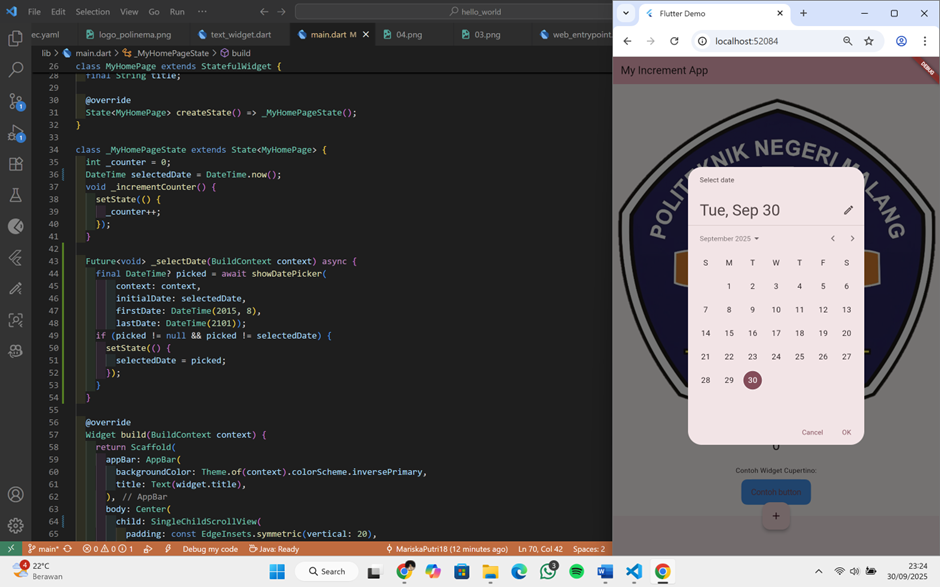 File Edit Selection View Go Run ··· hello_world
ec.yaml logo_polinema.png text_widget.dart main.dart M 04.png 03.png web_entrypoint.
lib > main.dart > _MyHomePageState > build
26 class MyHomePage extends StatefulWidget {
28 final String title;
29
30 @override
31 State<MyHomePage> createState() => _MyHomePageState();
32 }
33
34 class _MyHomePageState extends State<MyHomePage> {
35 int _counter = 0;
36 DateTime selectedDate = DateTime.now();
37 void _incrementCounter() {
38 setState(() {
39 _counter++;
40 });
41 }
42
43 Future<void> _selectDate(BuildContext context) async {
44 final DateTime? picked = await showDatePicker(
45 context: context,
46 initialDate: selectedDate,
47 firstDate: DateTime(2015, 8),
48 lastDate: DateTime(2101));
49 if (picked != null && picked != selectedDate) {
50 setState(() {
51 selectedDate = picked;
52 });
53 }
54 }
55
56 @override
57 Widget build(BuildContext context) {
58 return Scaffold(
59 appBar: AppBar(
60 backgroundColor: Theme.of(context).colorScheme.inversePrimary,
61 title: Text(widget.title),
62 ), // AppBar
63 body: Center(
64 child: SingleChildScrollView(
65 padding: const EdgeInsets.symmetric(vertical: 20),
main* 0 0 1 Debug my code Java: Ready MariskaPutri18 (12 minutes ago) Ln 70, Col 42 Spaces: 2
Flutter Demo
localhost:52084
My Increment App
DEBUG
POLITEKNIK NEGERI MALANG
Select date
Tue, Sep 30
September 2025
S M T W T F S
1 2 3 4 5 6
7 8 9 10 11 12 13
14 15 16 17 18 19 20
21 22 23 24 25 26 27
28 29 30
Cancel OK
Contoh Widget Cupertino:
Contoh button
+
22°C
Berawan
Search
23:24
30/09/2025